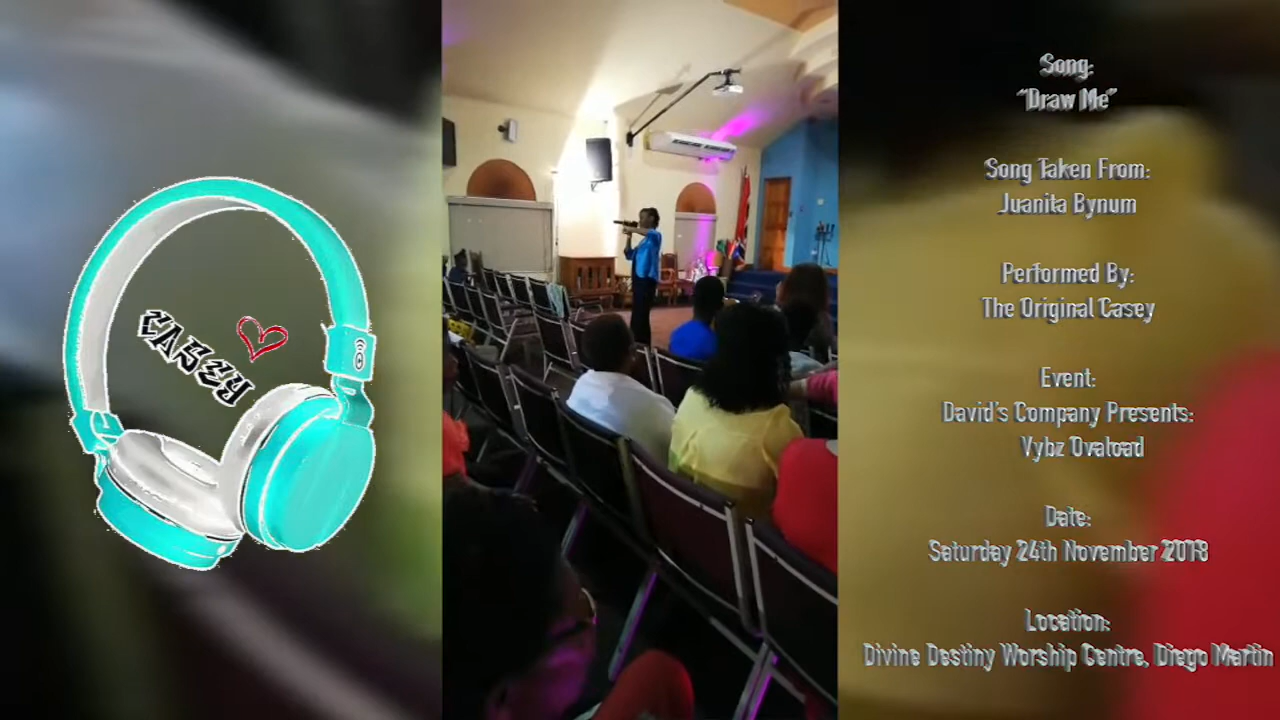 CASEY
Song:
"Draw Me"
Song Taken From:
Juanita Bynum
Performed By:
The Original Casey
Event:
David's Company Presents:
Vybz Ovaload
Date:
Saturday 24th November 2018
Location:
Divine Destiny Worship Centre, Diego Martin